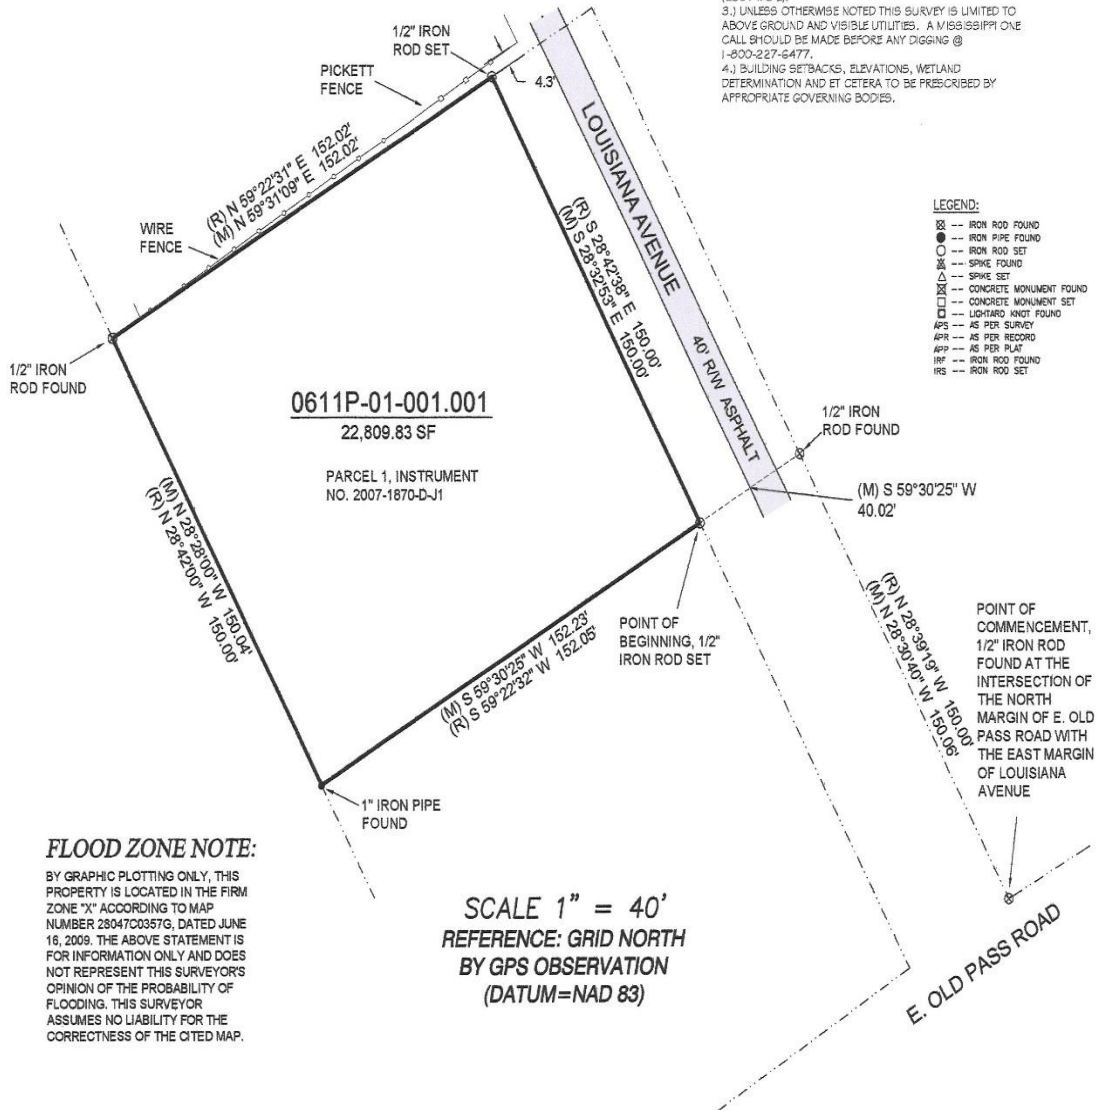 3.) UNLESS OTHERWISE NOTED THIS SURVEY IS LIMITED TO
ABOVE GROUND AND VISIBLE UTILITIES. A MISSISSIPPI ONE
CALL SHOULD BE MADE BEFORE ANY DIGGING @
1-800-227-6477.
4.) BUILDING SETBACKS, ELEVATIONS, WETLAND
DETERMINATION AND ET CETERA TO BE PRESCRIBED BY
APPROPRIATE GOVERNING BODIES.
1/2" IRON
ROD SET
PICKETT
FENCE
4.3'
LOUISIANA AVENUE
40' R/W ASPHALT
(R) N 59°22'31" E 152.02'
(M) N 59°31'09" E 152.02'
WIRE
FENCE
(R) S 28°42'38" E 150.00'
(M) S 28°32'53" E 150.00'
LEGEND:
-- IRON ROD FOUND
-- IRON PIPE FOUND
-- IRON ROD SET
-- SPIKE FOUND
-- SPIKE SET
-- CONCRETE MONUMENT FOUND
-- CONCRETE MONUMENT SET
-- LIGHTARD KNOT FOUND
APS -- AS PER SURVEY
APR -- AS PER RECORD
APP -- AS PER PLAT
IRF -- IRON ROD FOUND
IRS -- IRON ROD SET
1/2" IRON
ROD FOUND
0611P-01-001.001
22,809.83 SF
PARCEL 1, INSTRUMENT
NO. 2007-1870-D-J1
1/2" IRON
ROD FOUND
(M) S 59°30'25" W
40.02'
(M) N 28°28'00" W 150.04'
(R) N 28°42'00" W 150.00'
POINT OF
BEGINNING, 1/2"
IRON ROD SET
(M) S 59°30'25" W 152.23'
(R) S 59°22'32" W 152.05'
(R) N 28°39'19" W 150.00'
(M) N 28°30'40" W 150.06'
POINT OF
COMMENCEMENT,
1/2" IRON ROD
FOUND AT THE
INTERSECTION OF
THE NORTH
MARGIN OF E. OLD
PASS ROAD WITH
THE EAST MARGIN
OF LOUISIANA
AVENUE
1" IRON PIPE
FOUND
FLOOD ZONE NOTE:
BY GRAPHIC PLOTTING ONLY, THIS
PROPERTY IS LOCATED IN THE FIRM
ZONE "X" ACCORDING TO MAP
NUMBER 28047C0357G, DATED JUNE
16, 2009. THE ABOVE STATEMENT IS
FOR INFORMATION ONLY AND DOES
NOT REPRESENT THIS SURVEYOR'S
OPINION OF THE PROBABILITY OF
FLOODING. THIS SURVEYOR
ASSUMES NO LIABILITY FOR THE
CORRECTNESS OF THE CITED MAP.
SCALE 1" = 40'
REFERENCE: GRID NORTH
BY GPS OBSERVATION
(DATUM=NAD 83)
E. OLD PASS ROAD